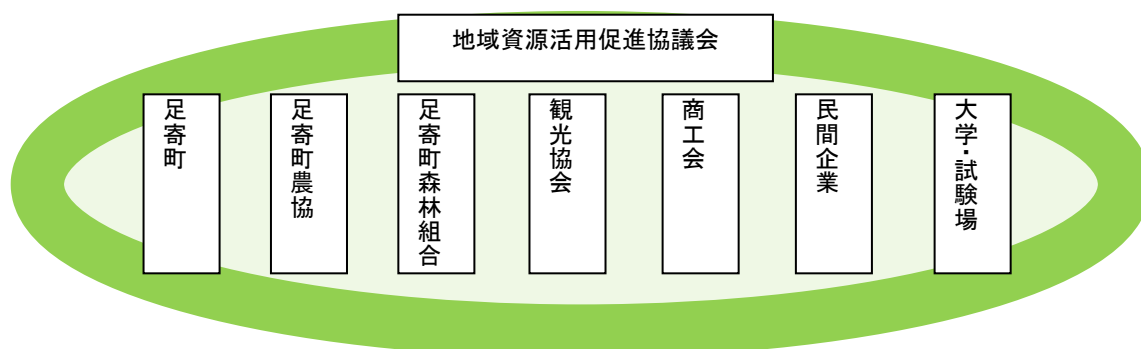 地域資源活用促進協議会
足寄町
足寄町農協
足寄町森林組合
観光協会
商工会
民間企業
大学・試験場